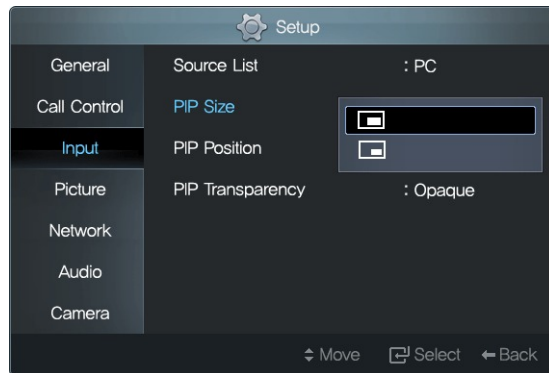 Setup
General
Call Control
Input
Picture
Network
Audio
Camera
Source List : PC
PIP Size
PIP Position
PIP Transparency : Opaque
Move Select Back